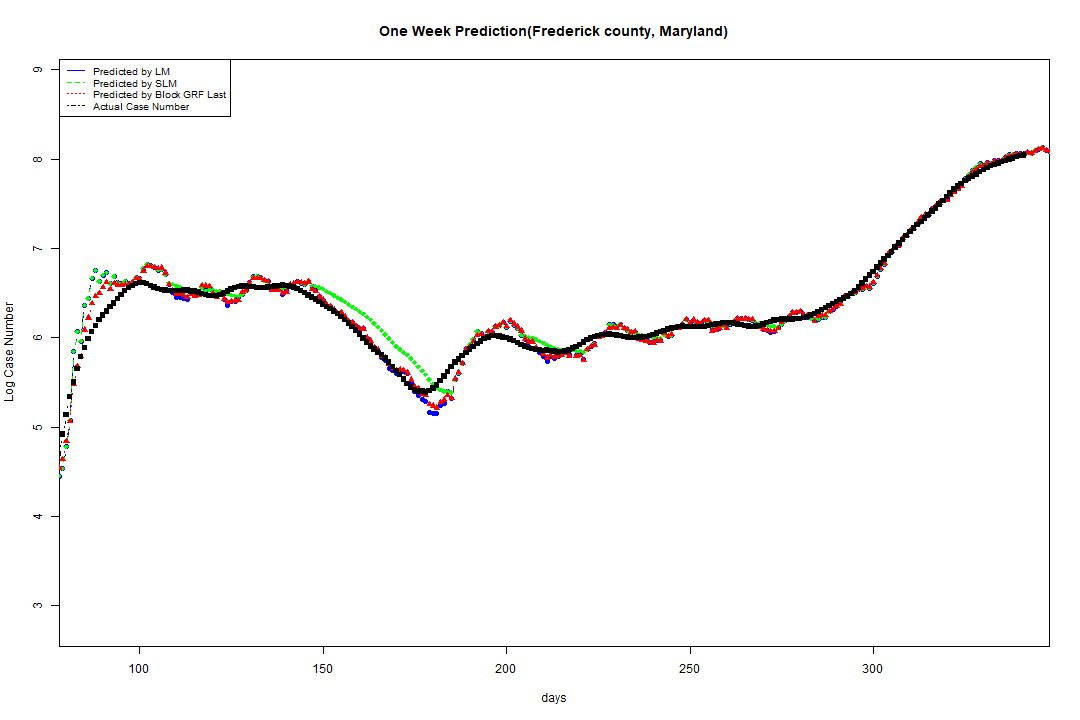 One Week Prediction(Frederick county, Maryland)
Predicted by LM
Predicted by SLM
Predicted by Block GRF Last
Actual Case Number
9
8
7
6
5
4
3
Log Case Number
100 150 200 250 300
days